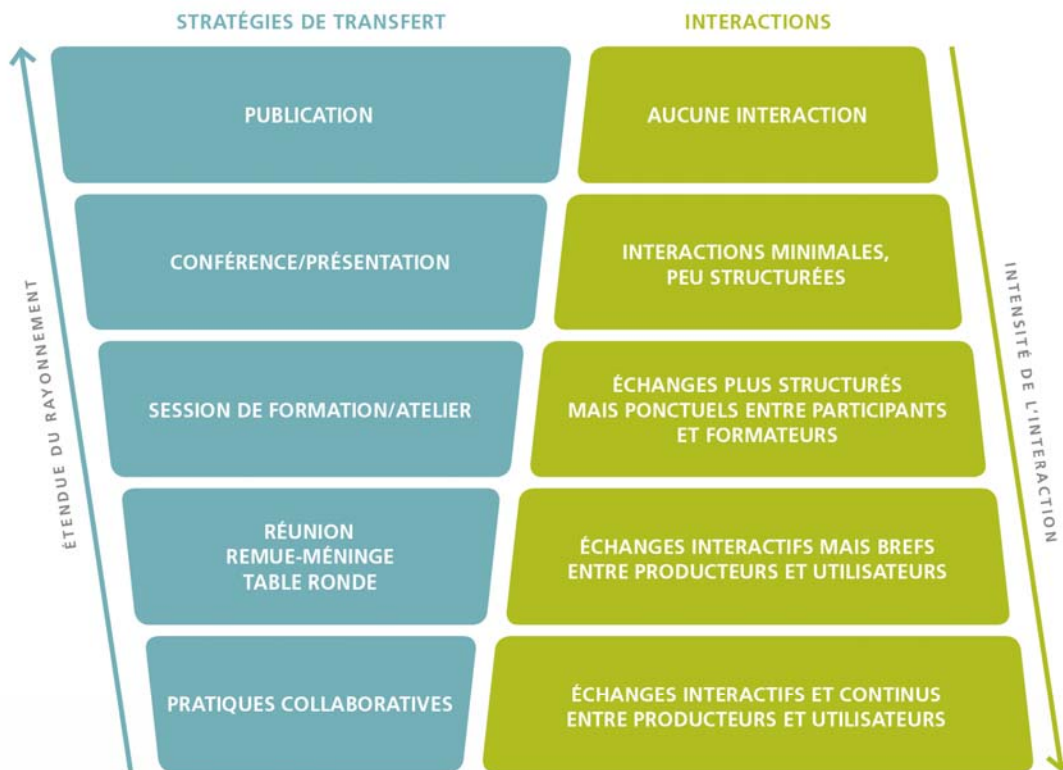 STRATÉGIES DE TRANSFERT
INTERACTIONS
PUBLICATION
AUCUNE INTERACTION
CONFÉRENCE/PRÉSENTATION
INTERACTIONS MINIMALES,
PEU STRUCTURÉES
SESSION DE FORMATION/ATELIER
ÉCHANGES PLUS STRUCTURÉS
MAIS PONCTUELS ENTRE PARTICIPANTS
ET FORMATEURS
RÉUNION
REMUE-MÉNINGE
TABLE RONDE
ÉCHANGES INTERACTIFS MAIS BREFS
ENTRE PRODUCTEURS ET UTILISATEURS
PRATIQUES COLLABORATIVES
ÉCHANGES INTERACTIFS ET CONTINUS
ENTRE PRODUCTEURS ET UTILISATEURS
ÉTENDUE DU RAYONNEMENT
INTENSITÉ DE L'INTERACTION